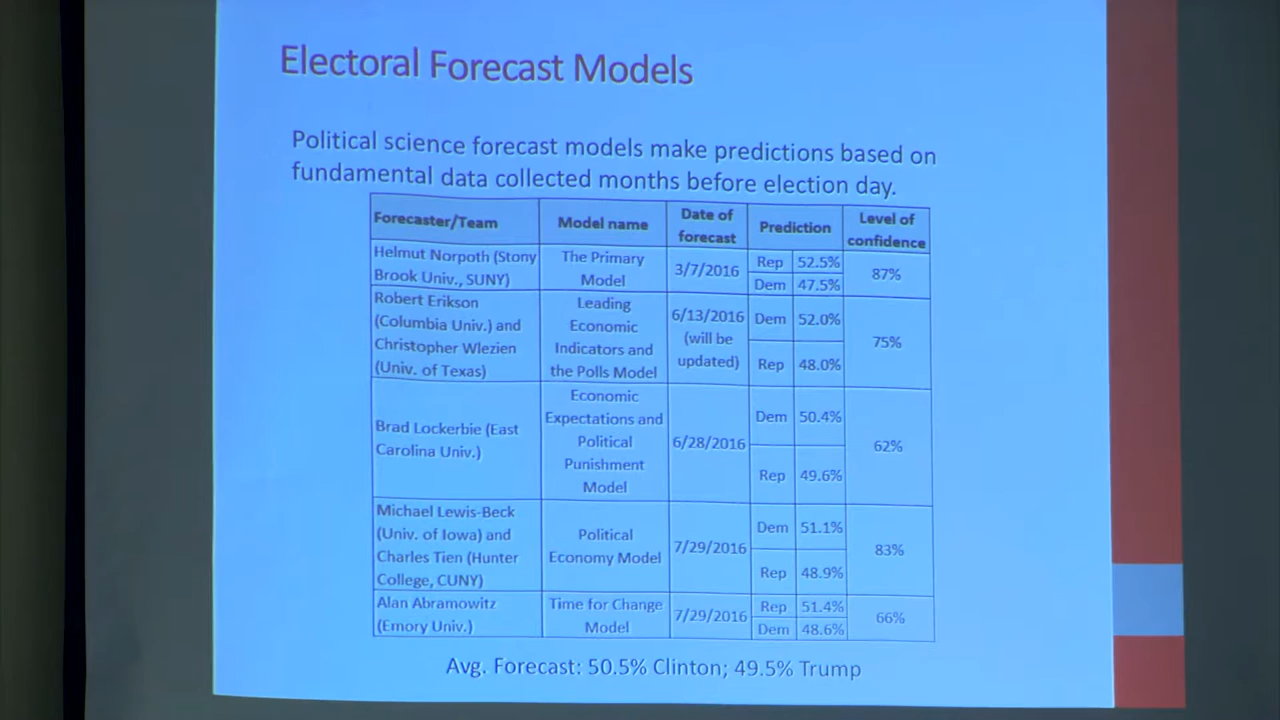 Electoral Forecast Models
Political science forecast models make predictions based on
fundamental data collected months before election day.
Forecaster/Team Model name Date of forecast Prediction Level of confidence
Helmut Norpoth (Stony Brook Univ., SUNY) The Primary Model 3/7/2016 Rep 52.5% Dem 47.5% 87%
Robert Erikson (Columbia Univ.) and Christopher Wlezien (Univ. of Texas) Leading Economic Indicators and the Polls Model 6/13/2016 (will be updated) Dem 52.0% Rep 48.0% 75%
Brad Lockerbie (East Carolina Univ.) Economic Expectations and Political Punishment Model 6/28/2016 Dem 50.4% Rep 49.6% 62%
Michael Lewis-Beck (Univ. of Iowa) and Charles Tien (Hunter College, CUNY) Political Economy Model 7/29/2016 Dem 51.1% Rep 48.9% 83%
Alan Abramowitz (Emory Univ.) Time for Change Model 7/29/2016 Rep 51.4% Dem 48.6% 66%
Avg. Forecast: 50.5% Clinton; 49.5% Trump